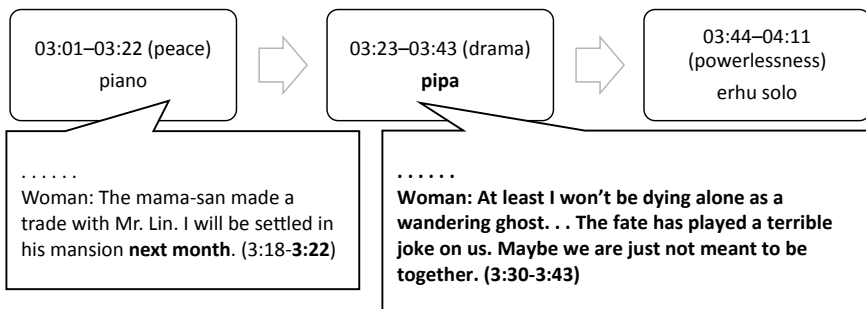 03:01–03:22 (peace)
piano
03:23–03:43 (drama)
pipa
03:44–04:11
(powerlessness)
erhu solo
. . . . . .
Woman: The mama-san made a
trade with Mr. Lin. I will be settled in
his mansion next month. (3:18-3:22)
. . . . . .
Woman: At least I won’t be dying alone as a
wandering ghost. . . The fate has played a terrible
joke on us. Maybe we are just not meant to be
together. (3:30-3:43)